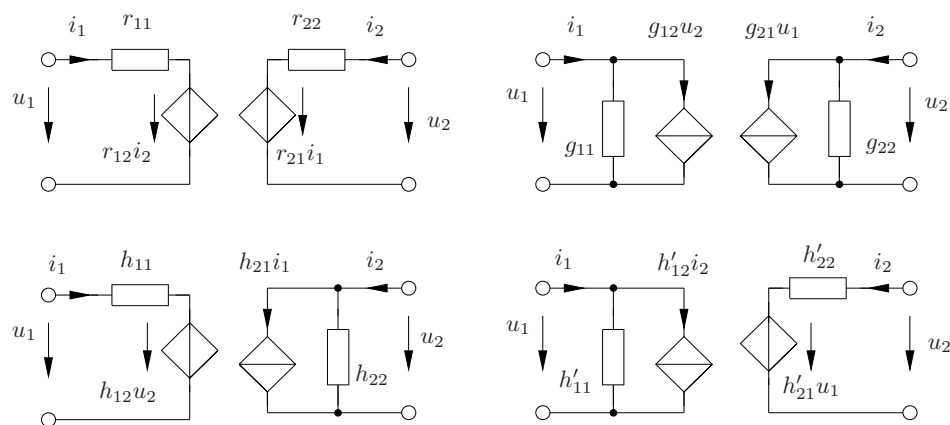 i₁ r₁₁ r₂₂ i₂
u₁ r₁₂i₂ r₂₁i₁ u₂
i₁ g₁₂u₂ g₂₁u₁ i₂
u₁ g₁₁ g₂₂ u₂
i₁ h₁₁ h₂₁i₁ i₂
u₁ h₁₂u₂ h₂₂ u₂
i₁ h′₁₂i₂ h′₂₂ i₂
u₁ h′₁₁ h′₂₁u₁ u₂